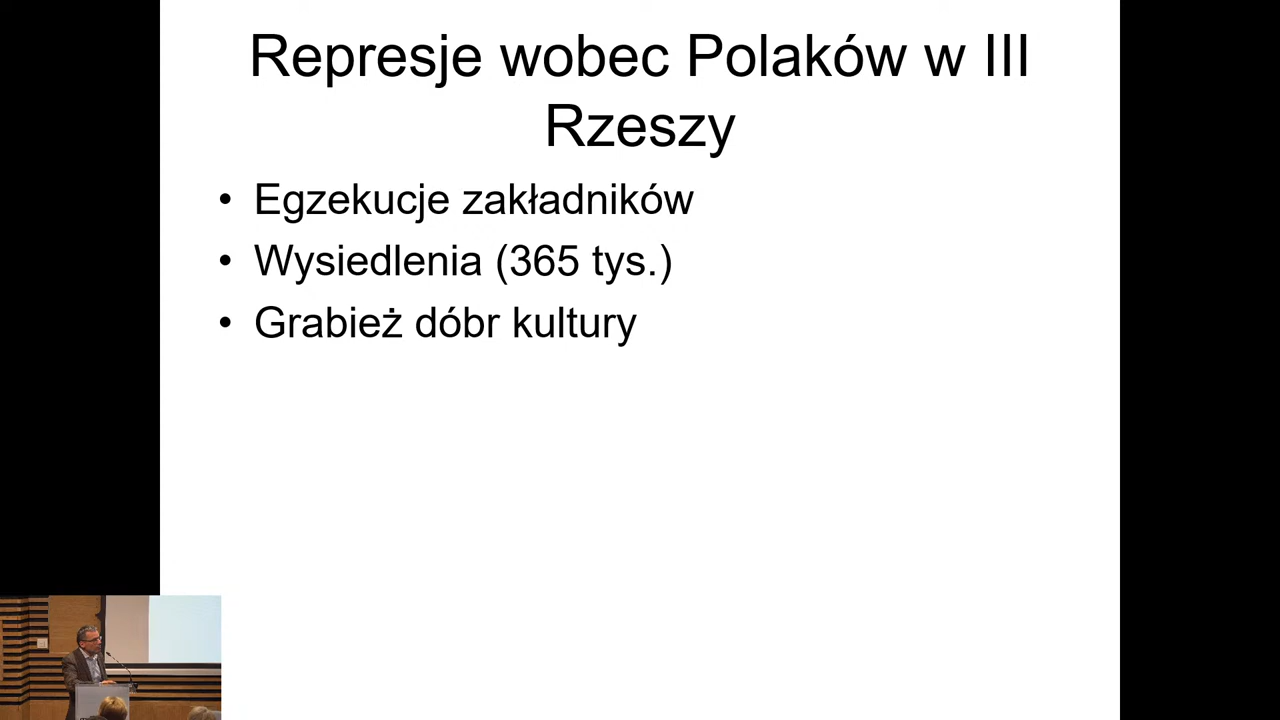 Represje wobec Polaków w III
Rzeszy
• Egzekucje zakładników
• Wysiedlenia (365 tys.)
• Grabież dóbr kultury